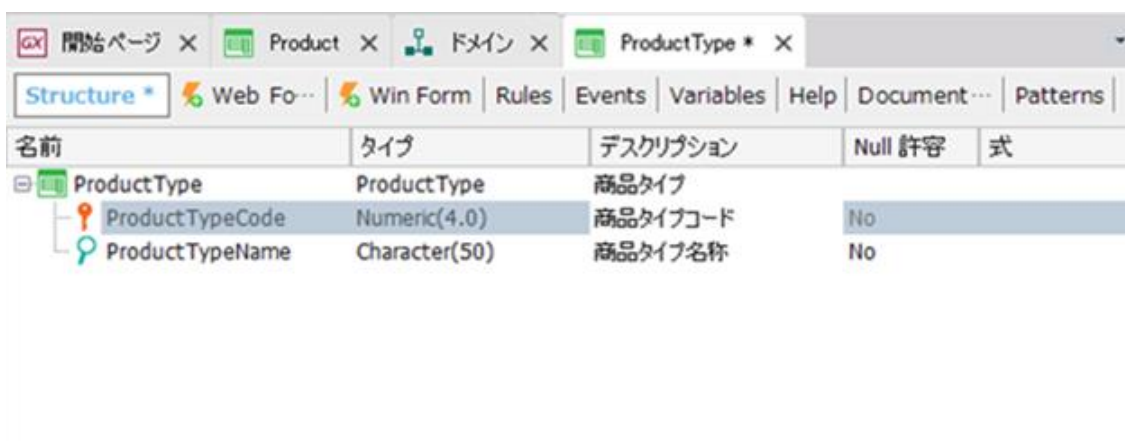 GX 開始ページ × Product × ドメイン × ProductType * ×
Structure * Web Fo… Win Form Rules Events Variables Help Document… Patterns
名前 タイプ デスクリプション Null 許容 式
ProductType ProductType 商品タイプ
ProductTypeCode Numeric(4.0) 商品タイプコード No
ProductTypeName Character(50) 商品タイプ名称 No